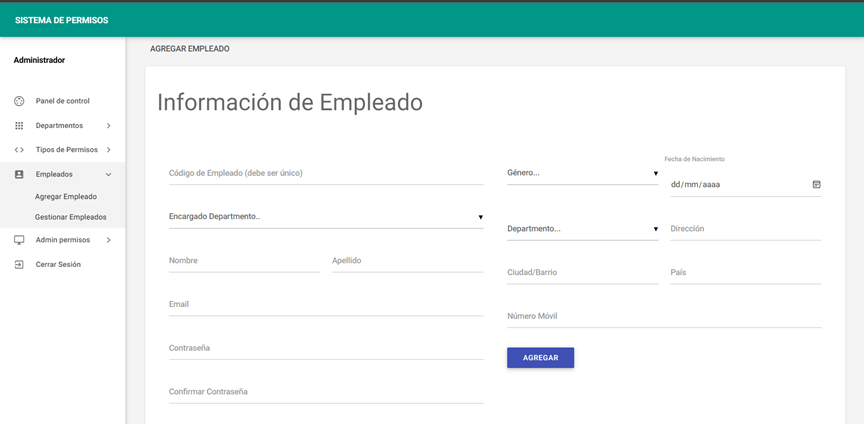 SISTEMA DE PERMISOS
Administrador
Panel de control
Departmentos
Tipos de Permisos
Empleados
Agregar Empleado
Gestionar Empleados
Admin permisos
Cerrar Sesión
AGREGAR EMPLEADO
Información de Empleado
Código de Empleado (debe ser único)
Encargado Departmento..
Nombre Apellido
Email
Contraseña
Confirmar Contraseña
Género... Fecha de Nacimiento
dd/mm/aaaa
Departmento... Dirección
Ciudad/Barrio País
Número Móvil
AGREGAR